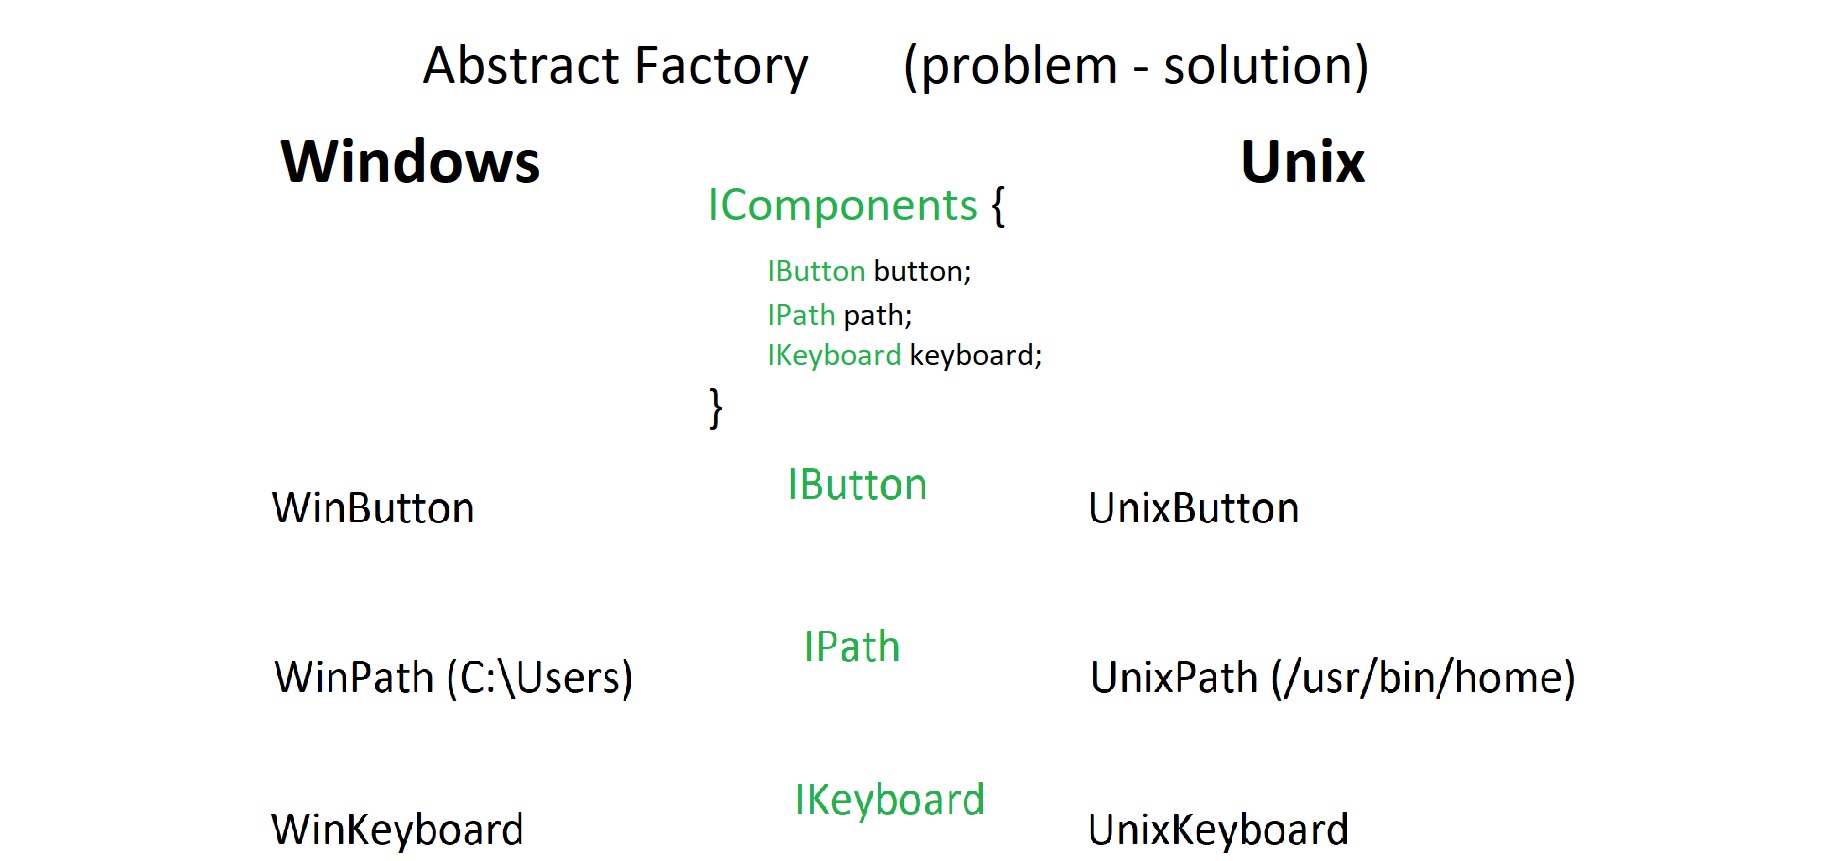 Abstract Factory (problem - solution)
Windows
Unix
IComponents {
IButton button;
IPath path;
IKeyboard keyboard;
}
WinButton
IButton
UnixButton
WinPath (C:\Users)
IPath
UnixPath (/usr/bin/home)
WinKeyboard
IKeyboard
UnixKeyboard